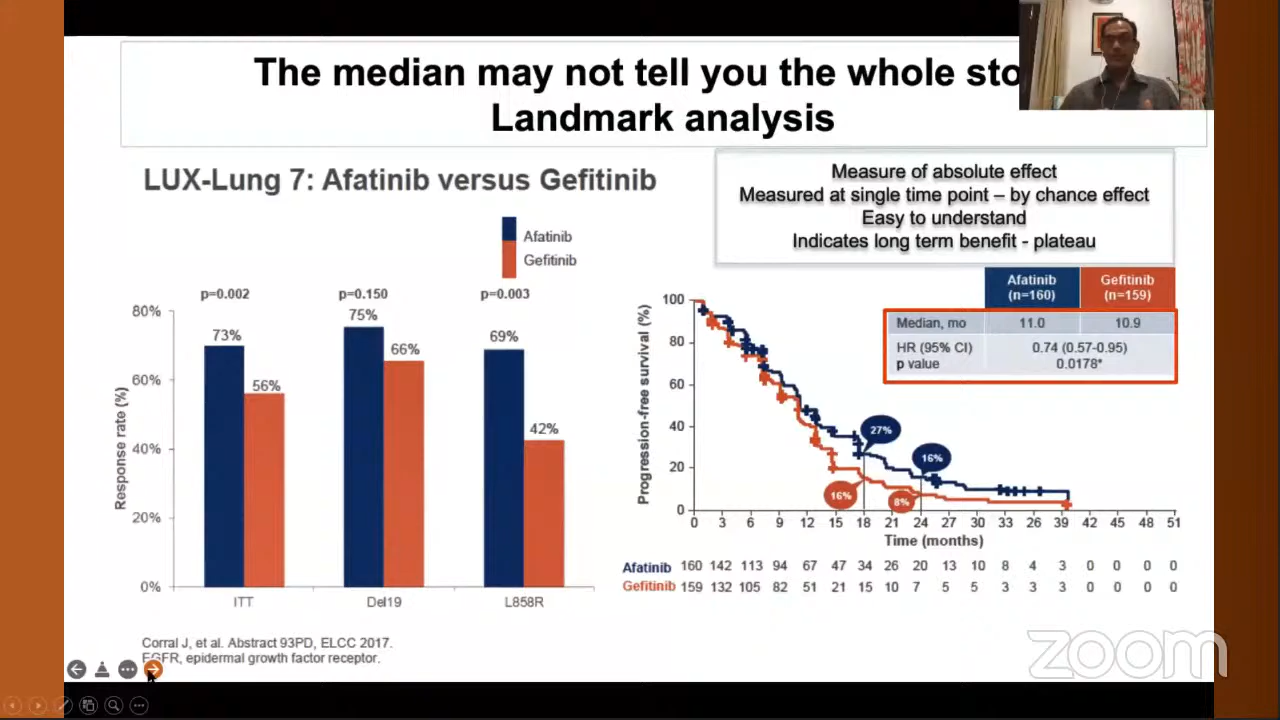 The median may not tell you the whole sto
Landmark analysis
LUX-Lung 7: Afatinib versus Gefitinib
Measure of absolute effect
Measured at single time point – by chance effect
Easy to understand
Indicates long term benefit - plateau
Afatinib
Gefitinib
p=0.002 p=0.150 p=0.003
Response rate (%)
80%
60%
40%
20%
0%
73% 56% 75% 66% 69% 42%
ITT Del19 L858R
Afatinib Gefitinib
(n=160) (n=159)
Median, mo 11.0 10.9
HR (95% CI) 0.74 (0.57-0.95)
p value 0.0178*
Progression-free survival (%)
100
80
60
40
20
0
27%
16%
16%
8%
0 3 6 9 12 15 18 21 24 27 30 33 36 39 42 45 48 51
Time (months)
Afatinib 160 142 113 94 67 47 34 26 20 13 10 8 4 3 0 0 0 0
Gefitinib 159 132 105 82 51 21 15 10 7 5 5 3 3 3 0 0 0 0
Corral J, et al. Abstract 93PD, ELCC 2017.
EGFR, epidermal growth factor receptor.
zoom